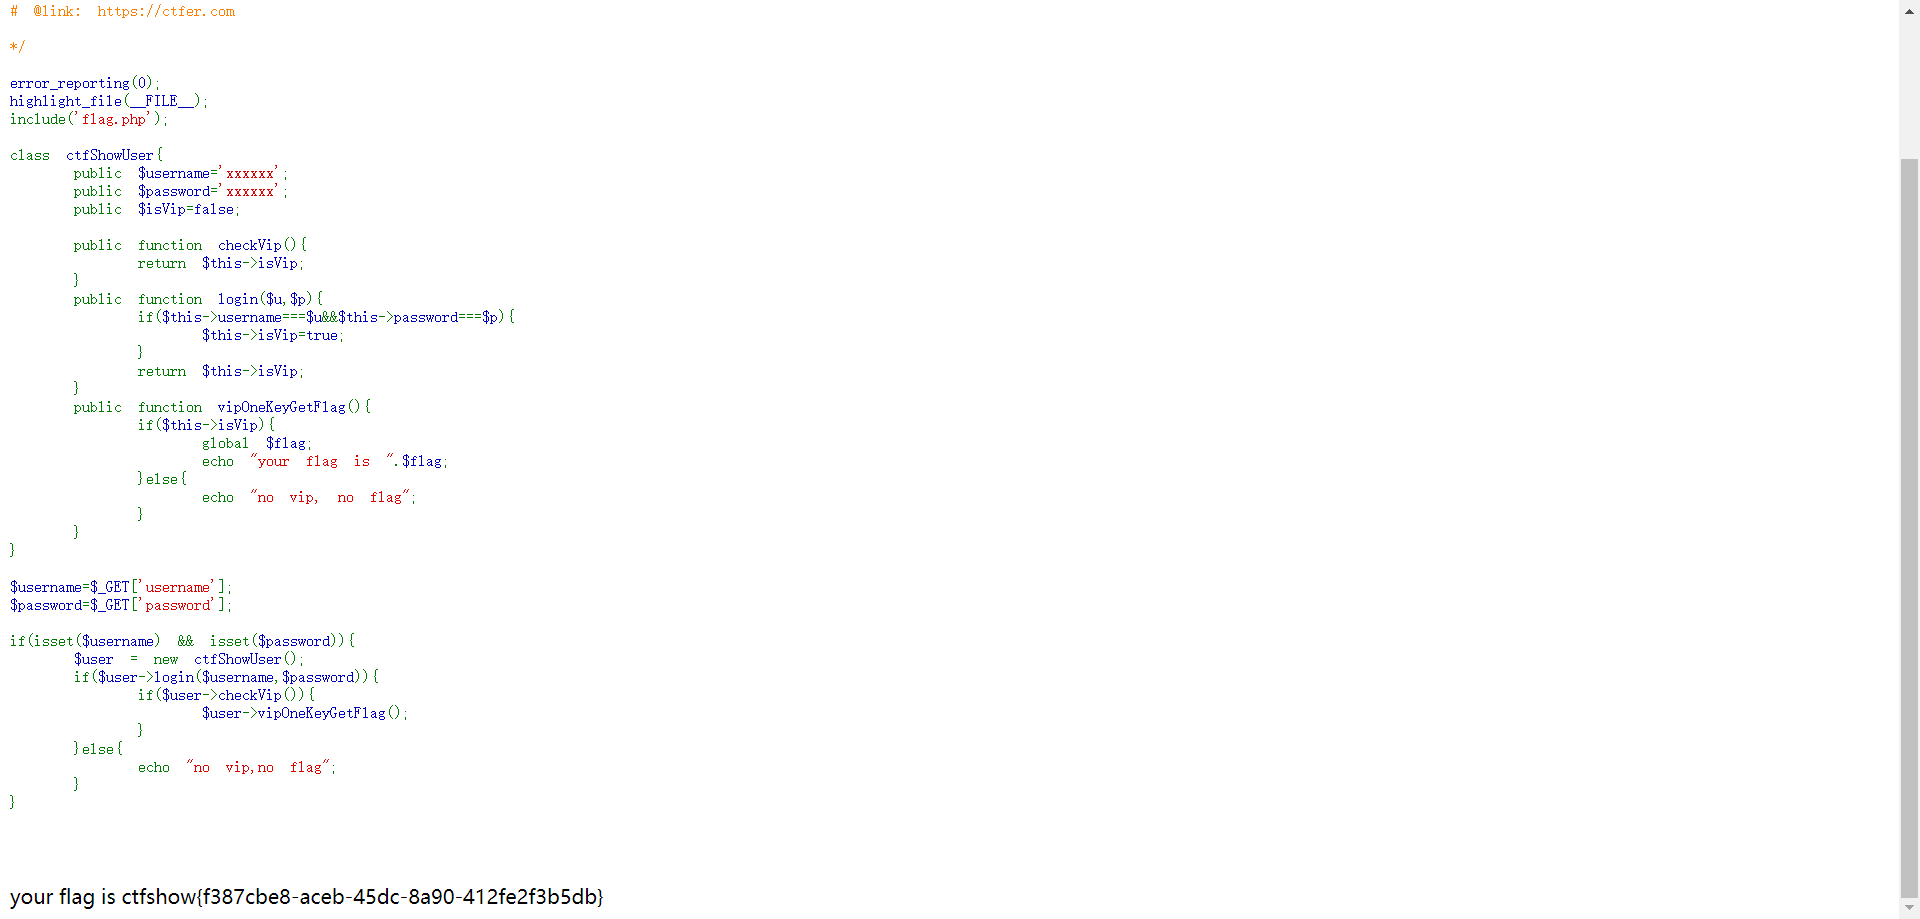 # @link: https://ctfer.com
*/
error_reporting(0);
highlight_file(__FILE__);
include('flag.php');
class ctfShowUser{
public $username='xxxxxx';
public $password='xxxxxx';
public $isVip=false;
public function checkVip(){
return $this->isVip;
}
public function login($u,$p){
if($this->username===$u&&$this->password===$p){
$this->isVip=true;
}
return $this->isVip;
}
public function vipOneKeyGetFlag(){
if($this->isVip){
global $flag;
echo "your flag is ".$flag;
}else{
echo "no vip, no flag";
}
}
}
$username=$_GET['username'];
$password=$_GET['password'];
if(isset($username) && isset($password)){
$user = new ctfShowUser();
if($user->login($username,$password)){
if($user->checkVip()){
$user->vipOneKeyGetFlag();
}
}else{
echo "no vip,no flag";
}
}
your flag is ctfshow{f387cbe8-aceb-45dc-8a90-412fe2f3b5db}